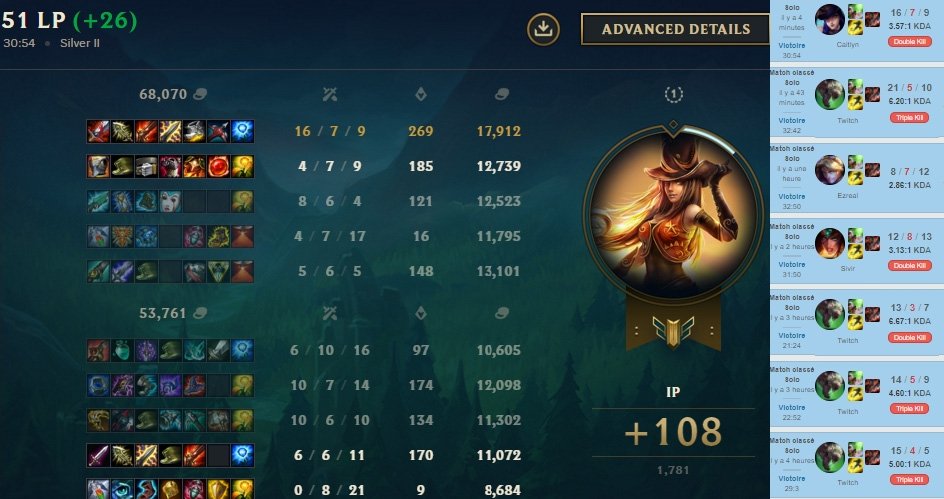 51 LP (+26)
30:54 • Silver II
ADVANCED DETAILS
68,070
16 / 7 / 9 269 17,912
4 / 7 / 9 185 12,739
8 / 6 / 4 121 12,523
4 / 7 / 17 16 11,795
5 / 6 / 5 148 13,101
53,761
6 / 10 / 16 97 10,605
10 / 7 / 14 174 12,098
10 / 6 / 10 134 11,302
6 / 6 / 11 170 11,072
0 / 8 / 21 9 8,684
1
IP
+108
1,781
Solo
il y a 4
minutes
Victoire
30:54
Caitlyn
16 / 7 / 9
3.57:1 KDA
Double Kill
Match classé
Solo
il y a 43
minutes
Victoire
32:42
Twitch
21 / 5 / 10
6.20:1 KDA
Triple Kill
Match classé
Solo
il y a une
heure
Victoire
32:50
Ezreal
8 / 7 / 12
2.86:1 KDA
Match classé
Solo
il y a 2 heures
Victoire
31:50
Sivir
12 / 8 / 13
3.13:1 KDA
Double Kill
Match classé
Solo
il y a 3 heures
Victoire
21:24
Twitch
13 / 3 / 7
6.67:1 KDA
Double Kill
Match classé
Solo
il y a 3 heures
Victoire
22:52
Twitch
14 / 5 / 9
4.60:1 KDA
Triple Kill
Match classé
Solo
il y a 4 heures
Victoire
29:3
Twitch
15 / 4 / 5
5.00:1 KDA
Triple Kill